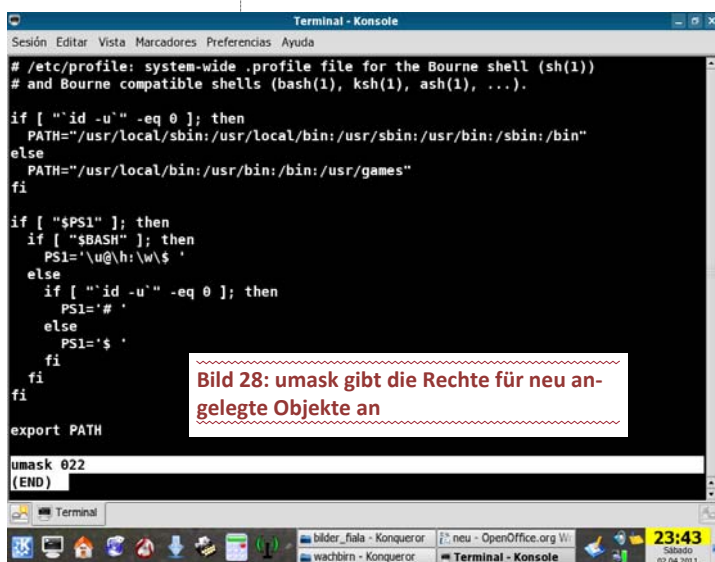 Terminal - Konsole
Sesión Editar Vista Marcadores Preferencias Ayuda
# /etc/profile: system-wide .profile file for the Bourne shell (sh(1))
# and Bourne compatible shells (bash(1), ksh(1), ash(1), ...).
if [ "`id -u`" -eq 0 ]; then
  PATH="/usr/local/sbin:/usr/local/bin:/usr/sbin:/usr/bin:/sbin:/bin"
else
  PATH="/usr/local/bin:/usr/bin:/bin:/usr/games"
fi
if [ "$PS1" ]; then
  if [ "$BASH" ]; then
    PS1='\u@\h:\w\$ '
  else
    if [ "`id -u`" -eq 0 ]; then
      PS1='# '
    else
      PS1='$ '
    fi
  fi
fi
Bild 28: umask gibt die Rechte für neu an-
gelegte Objekte an
export PATH
umask 022
(END)
Terminal
bilder_fiala - Konqueror
neu - OpenOffice.org
wachbirn - Konqueror
Terminal - Konsole
23:43
Sábado
02.04.2011